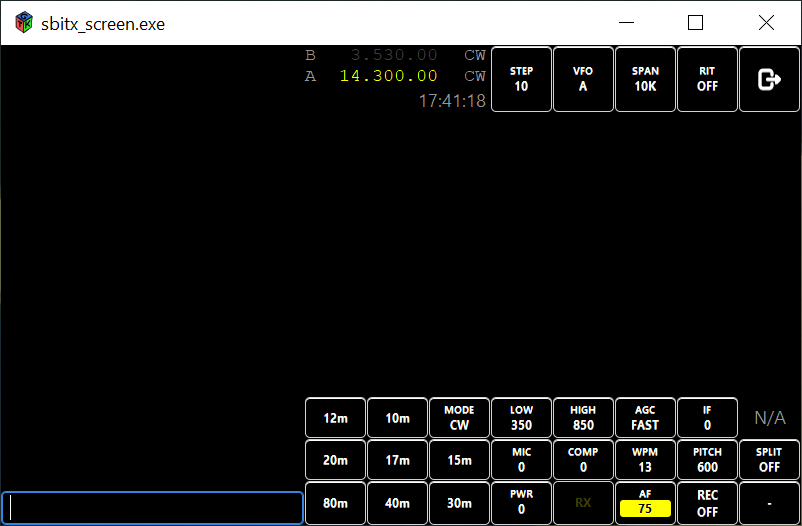 sbitx_screen.exe
B 3.530.00 CW
A 14.300.00 CW
17:41:18
STEP
10
VFO
A
SPAN
10K
RIT
OFF
12m
10m
MODE
CW
LOW
350
HIGH
850
AGC
FAST
IF
0
N/A
20m
17m
15m
MIC
0
COMP
0
WPM
13
PITCH
600
SPLIT
OFF
80m
40m
30m
PWR
0
RX
AF
75
REC
OFF
-